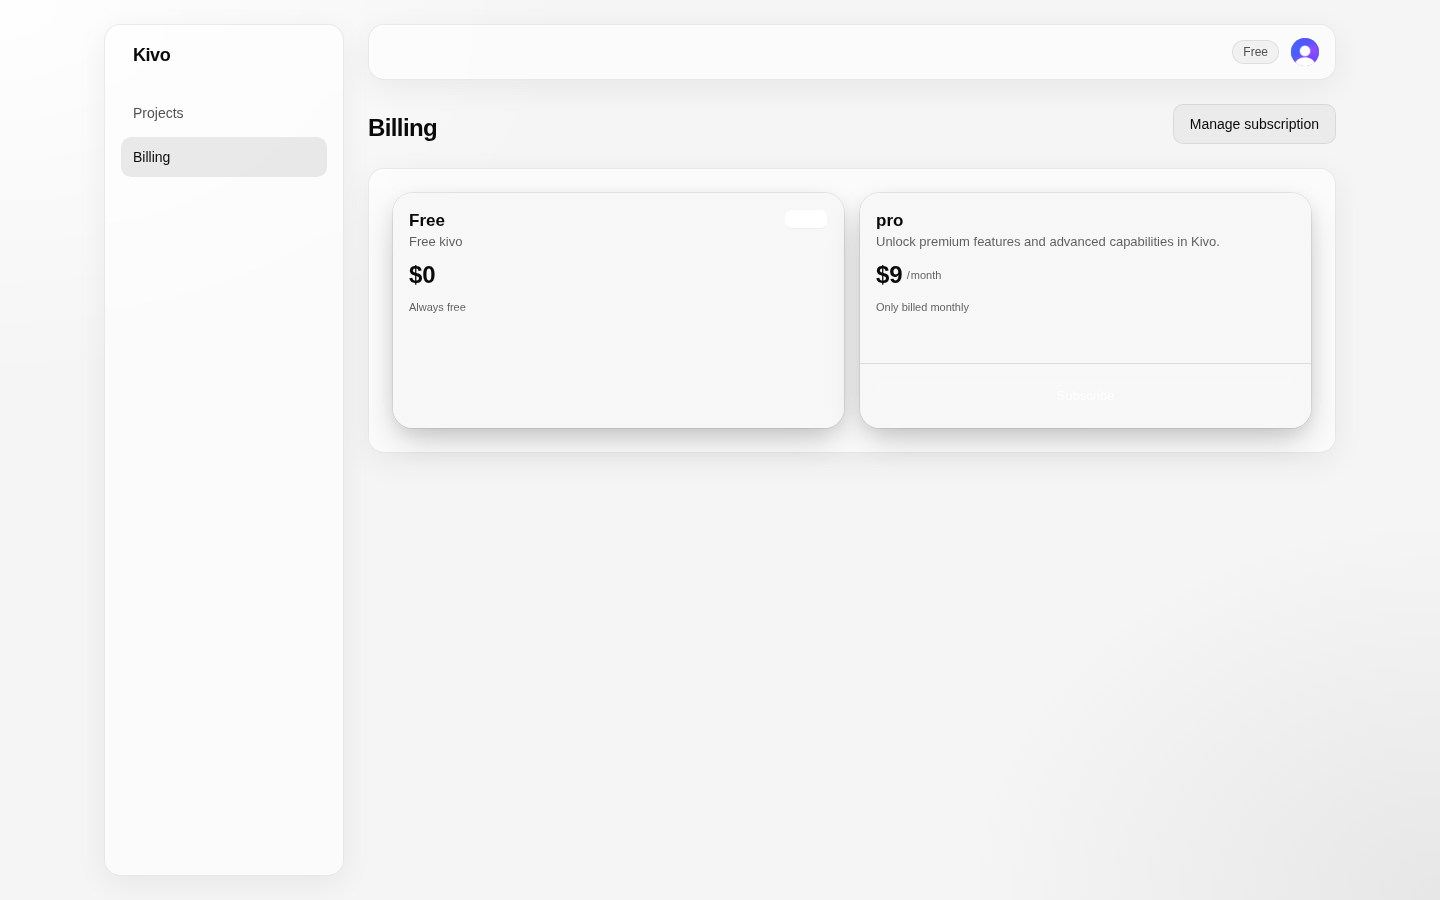 Kivo
Projects
Billing
Free
Billing
Manage subscription
Free
Free kivo
$0
Always free
pro
Unlock premium features and advanced capabilities in Kivo.
$9 /month
Only billed monthly
Subscribe